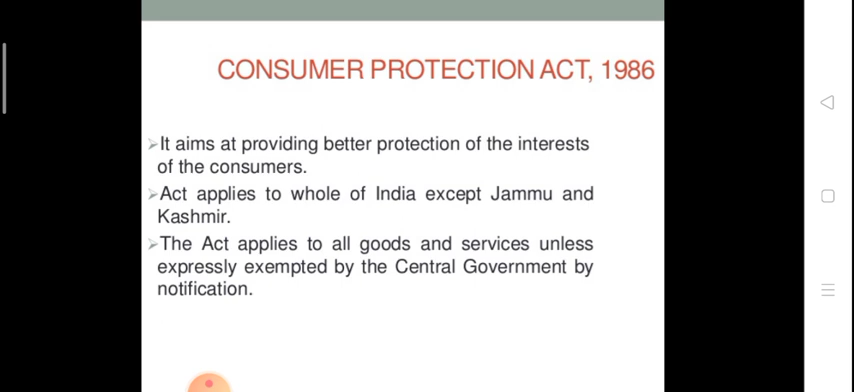 CONSUMER PROTECTION ACT, 1986
➢It aims at providing better protection of the interests
of the consumers.
➢Act applies to whole of India except Jammu and
Kashmir.
➢The Act applies to all goods and services unless
expressly exempted by the Central Government by
notification.